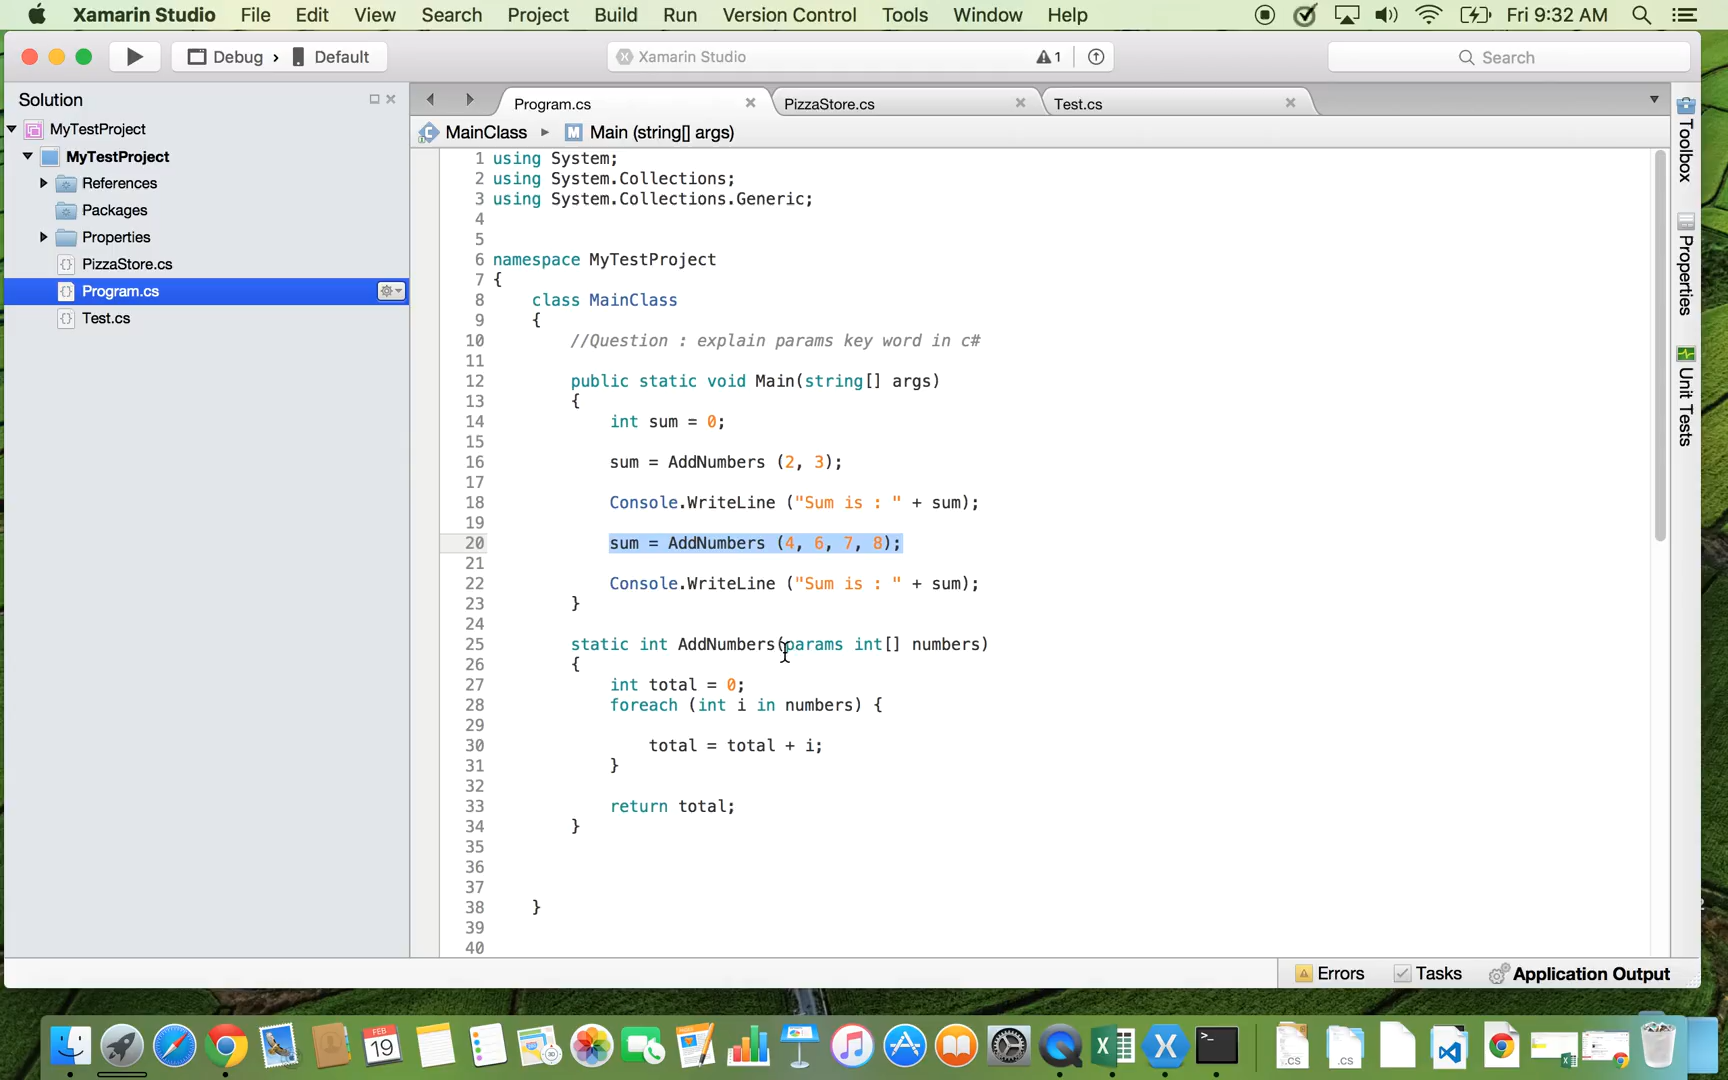 Xamarin Studio File Edit View Search Project Build Run Version Control Tools Window Help Fri 9:32 AM
Debug › Default Xamarin Studio 1 Search
Solution
MyTestProject
MyTestProject
References
Packages
Properties
PizzaStore.cs
Program.cs
Test.cs
Program.cs PizzaStore.cs Test.cs
MainClass Main (string[] args)
1 using System;
2 using System.Collections;
3 using System.Collections.Generic;
4
5
6 namespace MyTestProject
7 {
8 class MainClass
9 {
10 //Question : explain params key word in c#
11
12 public static void Main(string[] args)
13 {
14 int sum = 0;
15
16 sum = AddNumbers (2, 3);
17
18 Console.WriteLine ("Sum is : " + sum);
19
20 sum = AddNumbers (4, 6, 7, 8);
21
22 Console.WriteLine ("Sum is : " + sum);
23 }
24
25 static int AddNumbers(params int[] numbers)
26 {
27 int total = 0;
28 foreach (int i in numbers) {
29
30 total = total + i;
31 }
32
33 return total;
34 }
35
36
37
38 }
39
40
Toolbox
Properties
Unit Tests
Errors Tasks Application Output
FEB
19
.CS
.CS